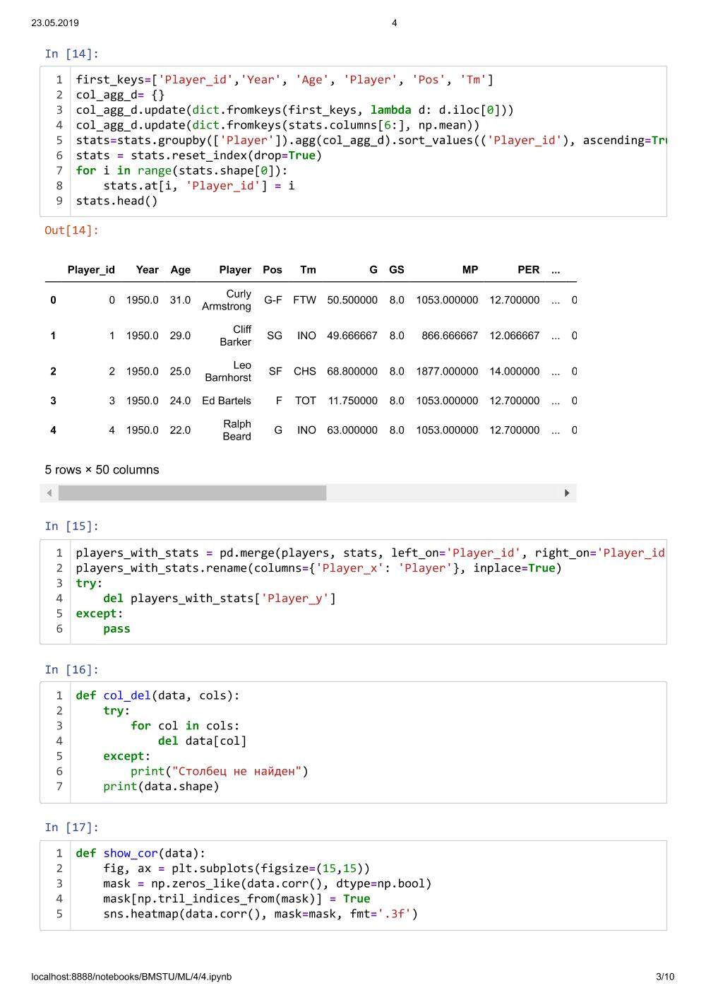 23.05.2019 4
In [14]:
1 first_keys=['Player_id','Year', 'Age', 'Player', 'Pos', 'Tm']
2 col_agg_d= {}
3 col_agg_d.update(dict.fromkeys(first_keys, lambda d: d.iloc[0]))
4 col_agg_d.update(dict.fromkeys(stats.columns[6:], np.mean))
5 stats=stats.groupby(['Player']).agg(col_agg_d).sort_values(('Player_id'), ascending=Tru
6 stats = stats.reset_index(drop=True)
7 for i in range(stats.shape[0]):
8     stats.at[i, 'Player_id'] = i
9 stats.head()
Out[14]:
Player_id Year Age Player Pos Tm G GS MP PER ...
0 0 1950.0 31.0 Curly Armstrong G-F FTW 50.500000 8.0 1053.000000 12.700000 ... 0
1 1 1950.0 29.0 Cliff Barker SG INO 49.666667 8.0 866.666667 12.066667 ... 0
2 2 1950.0 25.0 Leo Barnhorst SF CHS 68.800000 8.0 1877.000000 14.000000 ... 0
3 3 1950.0 24.0 Ed Bartels F TOT 11.750000 8.0 1053.000000 12.700000 ... 0
4 4 1950.0 22.0 Ralph Beard G INO 63.000000 8.0 1053.000000 12.700000 ... 0
5 rows × 50 columns
In [15]:
1 players_with_stats = pd.merge(players, stats, left_on='Player_id', right_on='Player_id
2 players_with_stats.rename(columns={'Player_x': 'Player'}, inplace=True)
3 try:
4     del players_with_stats['Player_y']
5 except:
6     pass
In [16]:
1 def col_del(data, cols):
2     try:
3         for col in cols:
4             del data[col]
5     except:
6         print("Столбец не найден")
7     print(data.shape)
In [17]:
1 def show_cor(data):
2     fig, ax = plt.subplots(figsize=(15,15))
3     mask = np.zeros_like(data.corr(), dtype=np.bool)
4     mask[np.tril_indices_from(mask)] = True
5     sns.heatmap(data.corr(), mask=mask, fmt='.3f')
localhost:8888/notebooks/BMSTU/ML/4/4.ipynb 3/10